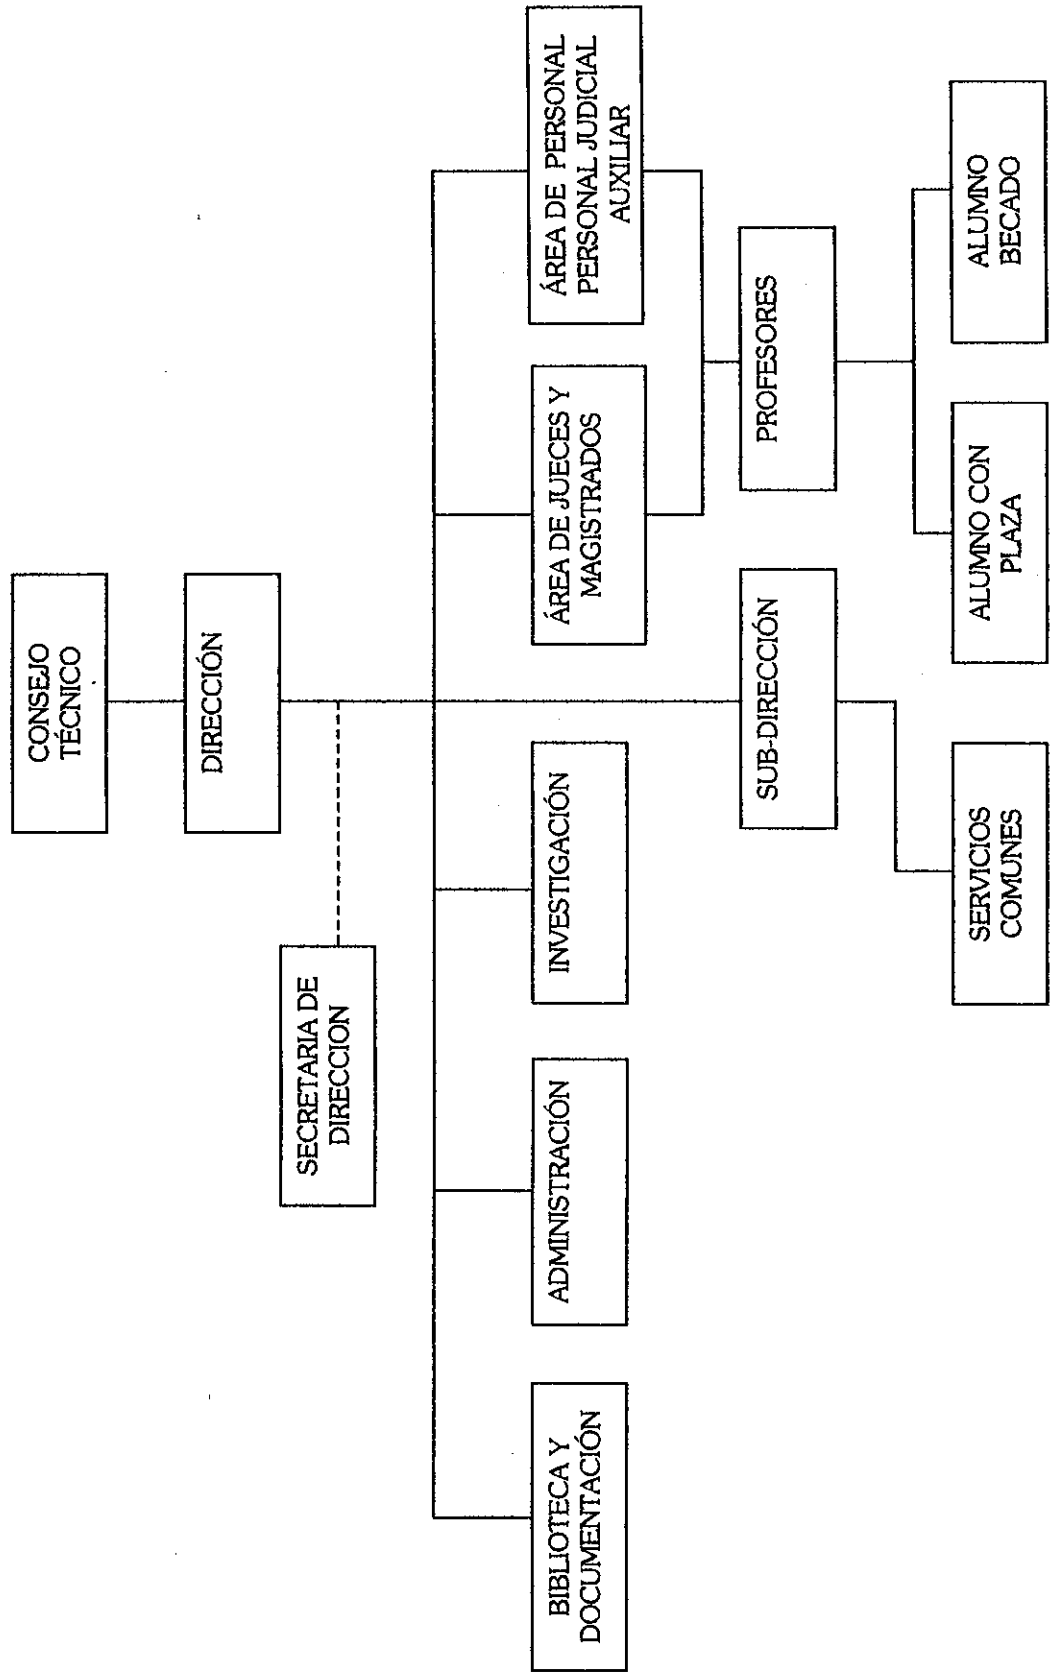 CONSEJO
TÉCNICO
DIRECCIÓN
SECRETARIA DE
DIRECCION
BIBLIOTECA Y
DOCUMENTACIÓN
ADMINISTRACIÓN
INVESTIGACIÓN
ÁREA DE JUECES Y
MAGISTRADOS
ÁREA DE PERSONAL
PERSONAL JUDICIAL
AUXILIAR
SUB-DIRECCIÓN
PROFESORES
SERVICIOS
COMUNES
ALUMNO CON
PLAZA
ALUMNO
BECADO